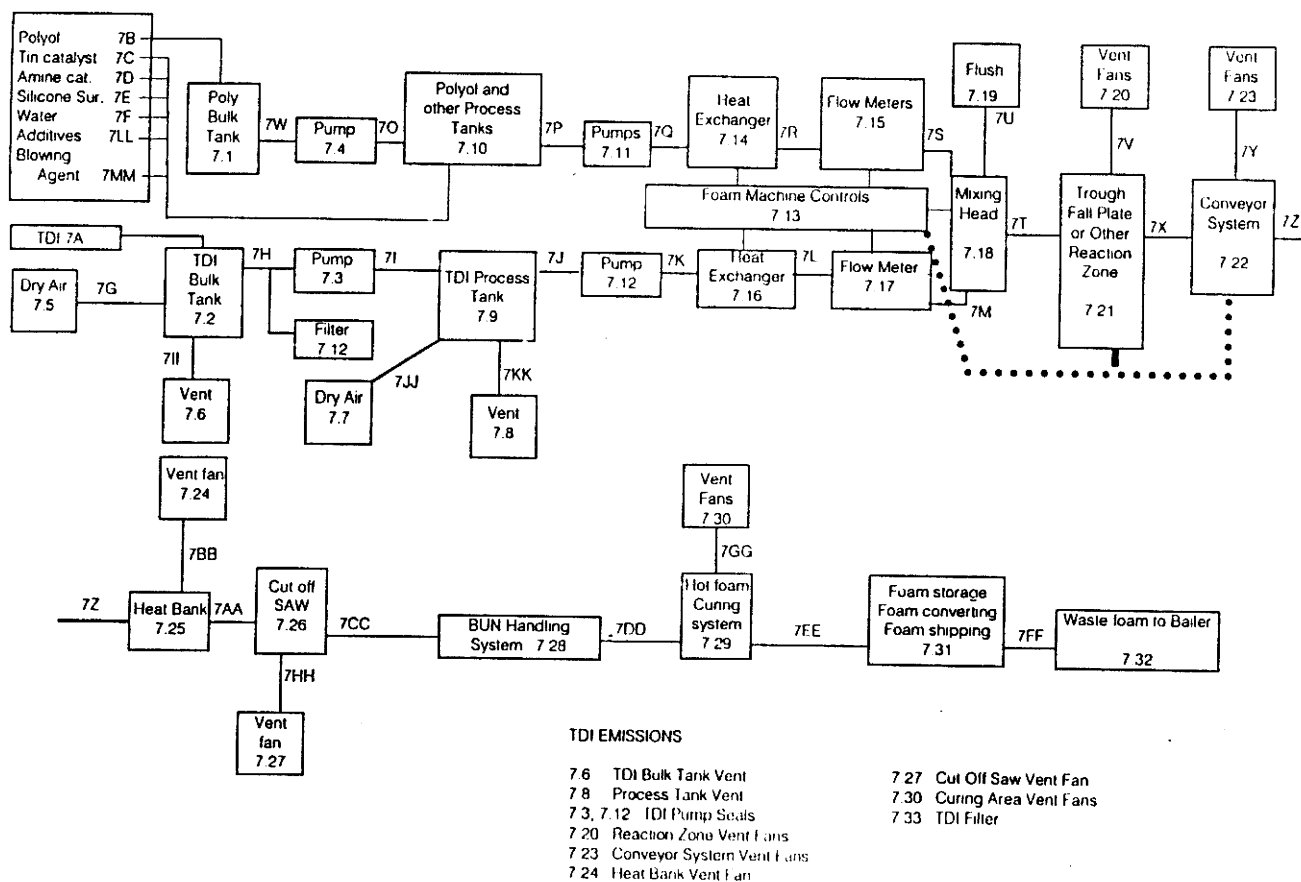 Polyol 7B
Tin catalyst 7C
Amine cat. 7D
Silicone Sur. 7E
Water 7F
Additives 7LL
Blowing
Agent 7MM
Poly
Bulk
Tank
7.1
7W
Pump
7.4
7O
Polyol and
other Process
Tanks
7.10
7P
Pumps
7.11
7Q
Heat
Exchanger
7.14
7R
Flow Meters
7.15
7S
Flush
7.19
7U
Vent
Fans
7.20
7V
Vent
Fans
7.23
7Y
Foam Machine Controls
7.13
Mixing
Head
7.18
7T
Trough
Fall Plate
or Other
Reaction
Zone
7.21
7X
Conveyor
System
7.22
7Z
TDI 7A
Dry Air
7.5
7G
TDI
Bulk
Tank
7.2
7H
Pump
7.3
7I
TDI Process
Tank
7.9
7J
Pump
7.12
7K
Heat
Exchanger
7.16
7L
Flow Meter
7.17
7M
Filter
7.12
7II
Vent
7.6
7JJ
Dry Air
7.7
7KK
Vent
7.8
Vent fan
7.24
7BB
7Z
Heat Bank
7.25
7AA
Cut off
SAW
7.26
7CC
7HH
Vent
fan
7.27
BUN Handling
System 7.28
7DD
Vent
Fans
7.30
7GG
Hot foam
Curing
system
7.29
7EE
Foam storage
Foam converting
Foam shipping
7.31
7FF
Waste foam to Bailer
7.32
TDI EMISSIONS
7.6 TDI Bulk Tank Vent
7.8 Process Tank Vent
7.3, 7.12 TDI Pump Seals
7.20 Reaction Zone Vent Fans
7.23 Conveyor System Vent Fans
7.24 Heat Bank Vent Fan
7.27 Cut Off Saw Vent Fan
7.30 Curing Area Vent Fans
7.33 TDI Filter